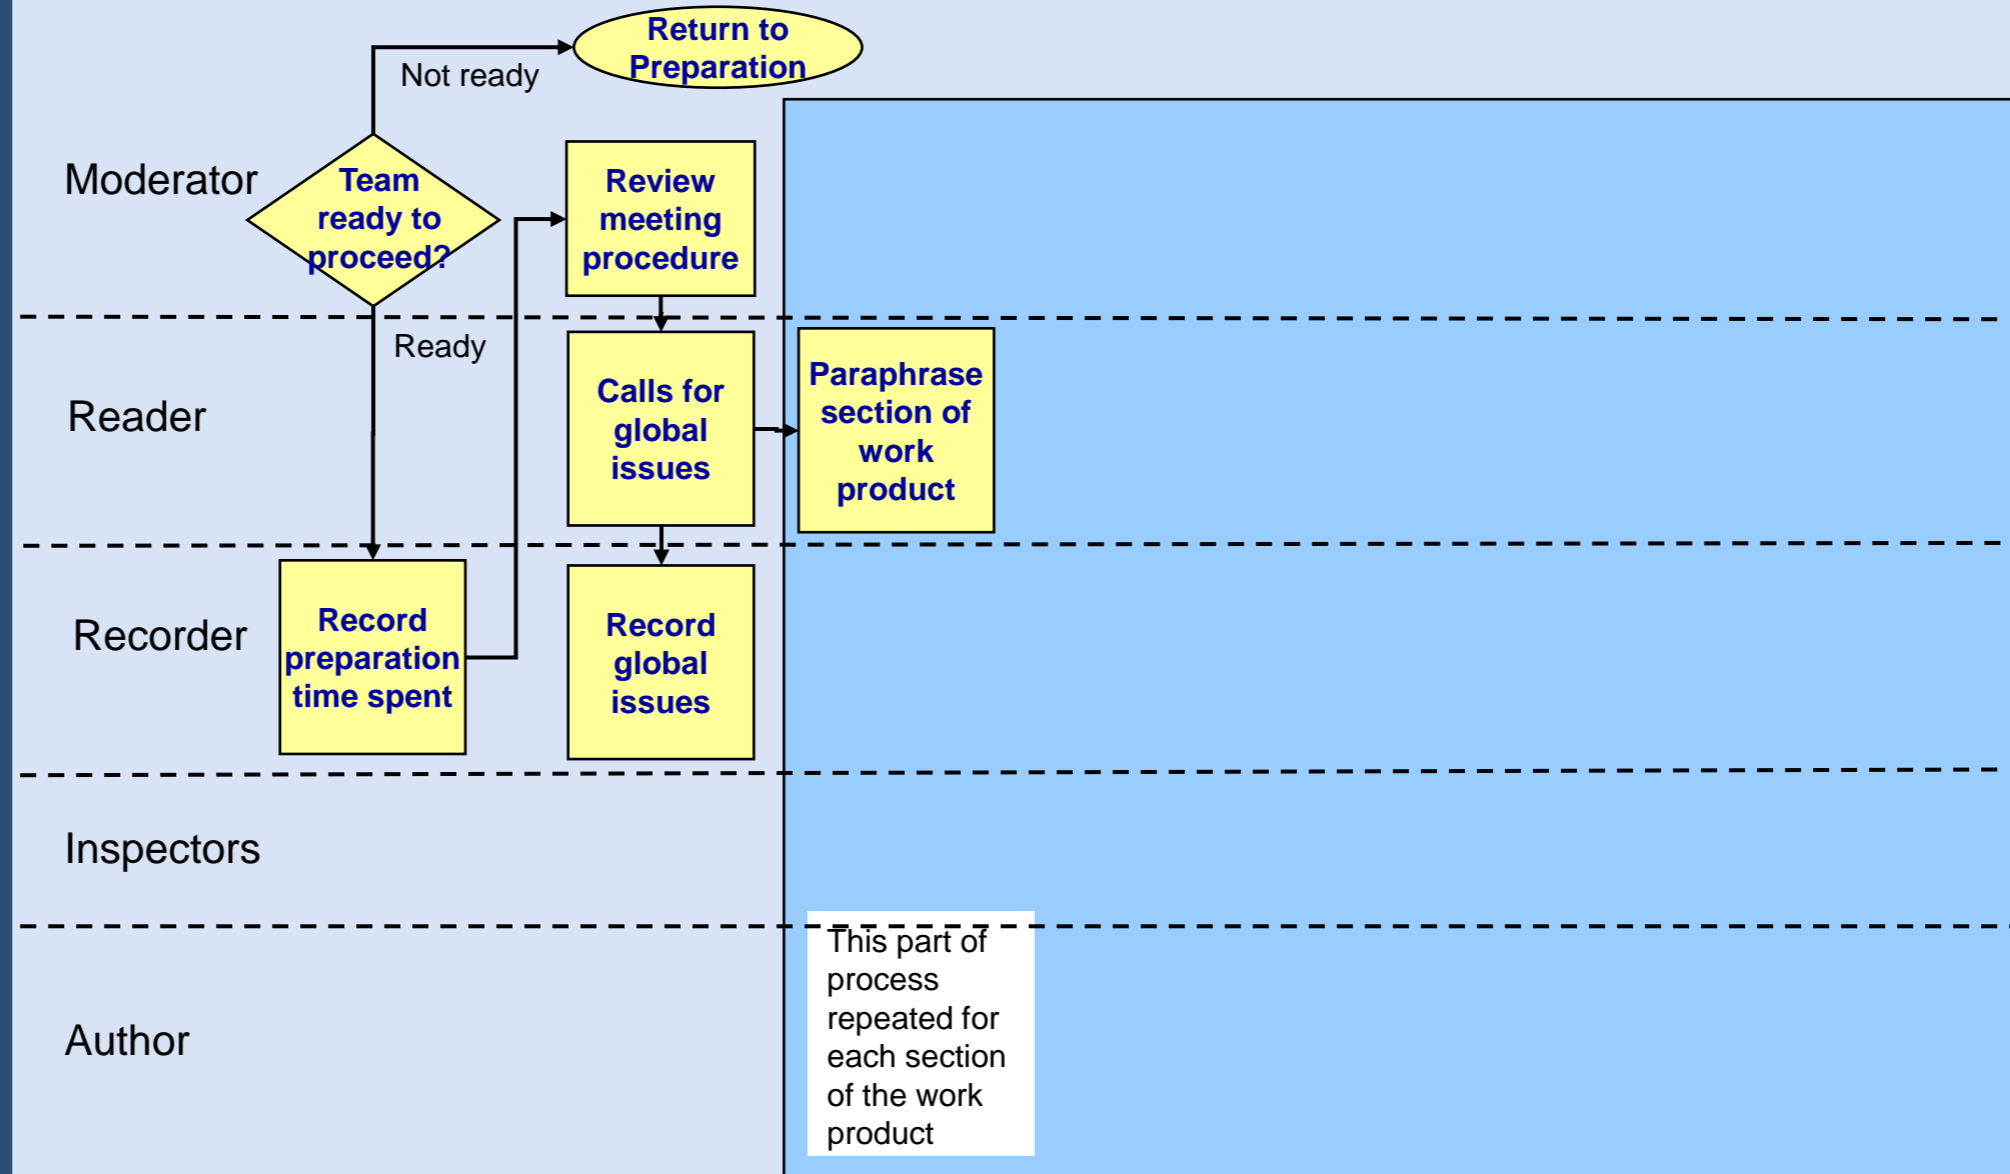 Return to
Preparation
Not ready
Moderator
Team
ready to
proceed?
Review
meeting
procedure
Ready
Reader
Calls for
global
issues
Paraphrase
section of
work
product
Recorder
Record
preparation
time spent
Record
global
issues
Inspectors
Author
This part of
process
repeated for
each section
of the work
product